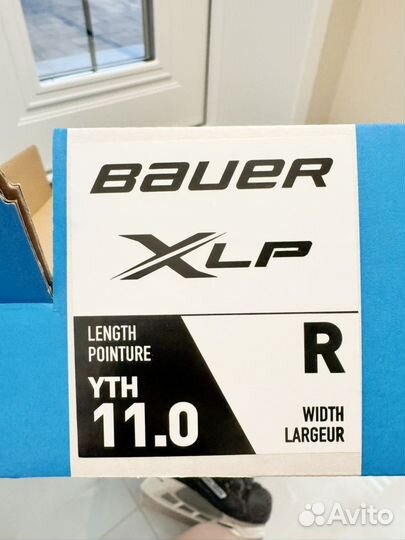 BAUER
XLP
LENGTH
POINTURE
YTH
11.0
R
WIDTH
LARGEUR
Avito